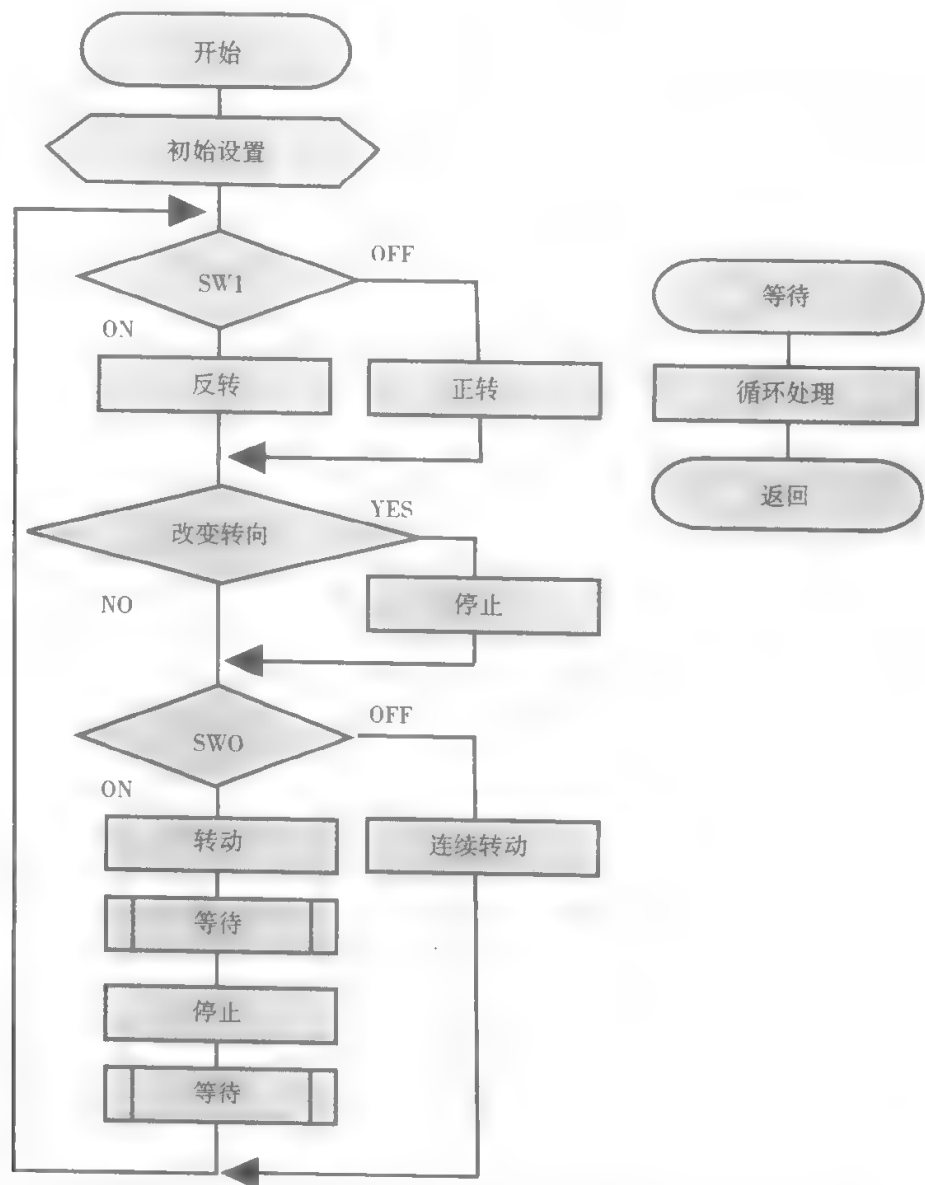 开始
初始设置
SW1
OFF
ON
反转
正转
改变转向
YES
NO
停止
SWO
OFF
ON
转动
连续转动
等待
停止
等待
等待
循环处理
返回